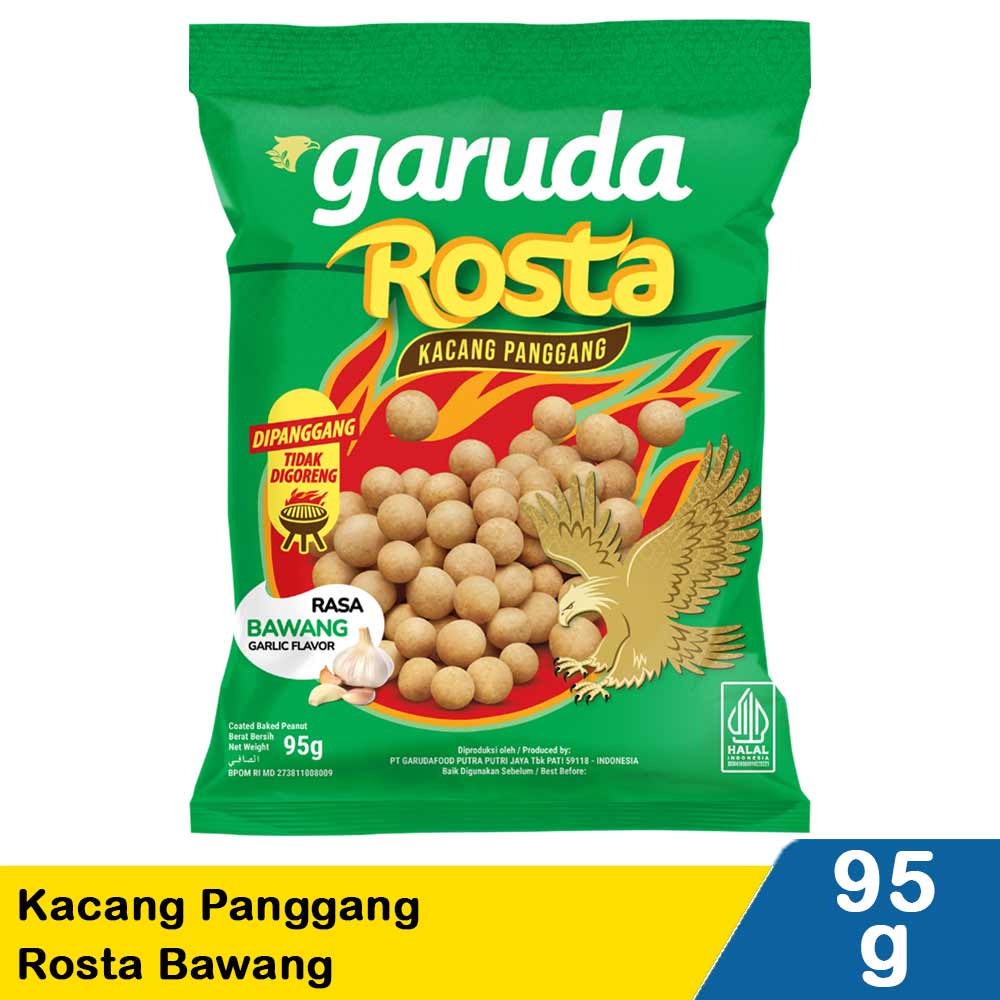 garuda
Rosta
KACANG PANGGANG
DIPANGGANG
TIDAK
DIGORENG
RASA
BAWANG
GARLIC FLAVOR
Coated Baked Peanut
Berat Bersih
Net Weight 95g
الصافي
BPOM RI MD 273811008009
Diproduksi oleh / Produced by:
PT GARUDAFOOD PUTRA PUTRI JAYA Tbk PATI 59118 - INDONESIA
Baik Digunakan Sebelum / Best Before:
HALAL
INDONESIA
Kacang Panggang
Rosta Bawang
95
g